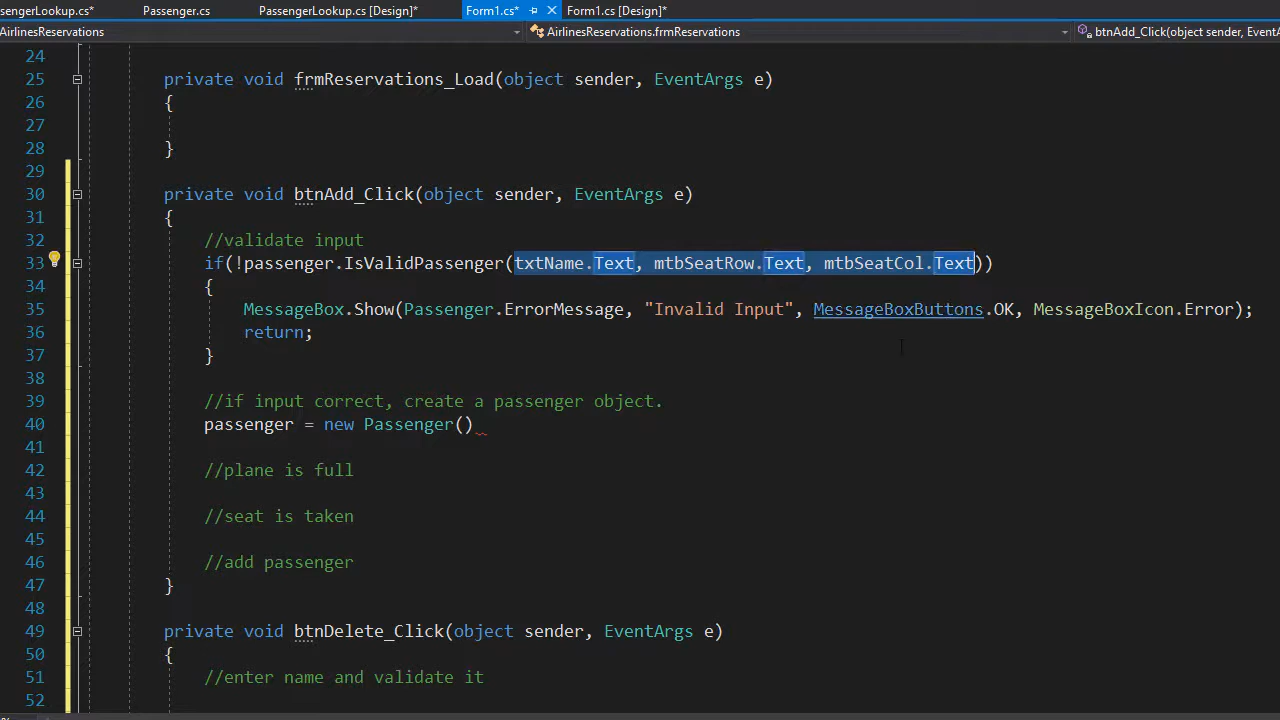 sengerLookup.cs* Passenger.cs PassengerLookup.cs [Design]* Form1.cs* Form1.cs [Design]*
AirlinesReservations AirlinesReservations.frmReservations btnAdd_Click(object sender, EventA
24
25 private void frmReservations_Load(object sender, EventArgs e)
26 {
27
28 }
29
30 private void btnAdd_Click(object sender, EventArgs e)
31 {
32 //validate input
33 if(!passenger.IsValidPassenger(txtName.Text, mtbSeatRow.Text, mtbSeatCol.Text))
34 {
35 MessageBox.Show(Passenger.ErrorMessage, "Invalid Input", MessageBoxButtons.OK, MessageBoxIcon.Error);
36 return;
37 }
38
39 //if input correct, create a passenger object.
40 passenger = new Passenger()
41
42 //plane is full
43
44 //seat is taken
45
46 //add passenger
47 }
48
49 private void btnDelete_Click(object sender, EventArgs e)
50 {
51 //enter name and validate it
52